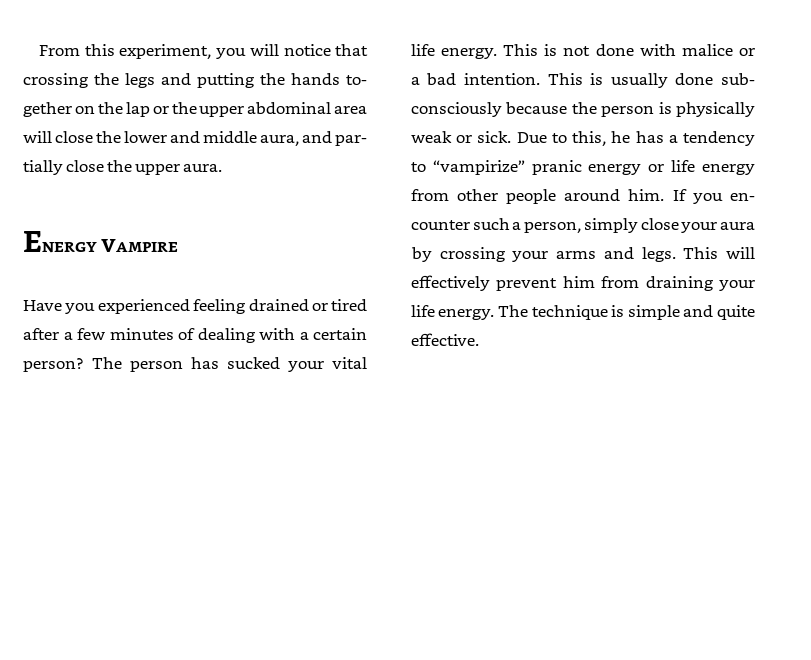 From this experiment, you will notice that
crossing the legs and putting the hands to-
gether on the lap or the upper abdominal area
will close the lower and middle aura, and par-
tially close the upper aura.
Energy Vampire
Have you experienced feeling drained or tired
after a few minutes of dealing with a certain
person? The person has sucked your vital
life energy. This is not done with malice or
a bad intention. This is usually done sub-
consciously because the person is physically
weak or sick. Due to this, he has a tendency
to “vampirize” pranic energy or life energy
from other people around him. If you en-
counter such a person, simply close your aura
by crossing your arms and legs. This will
effectively prevent him from draining your
life energy. The technique is simple and quite
effective.